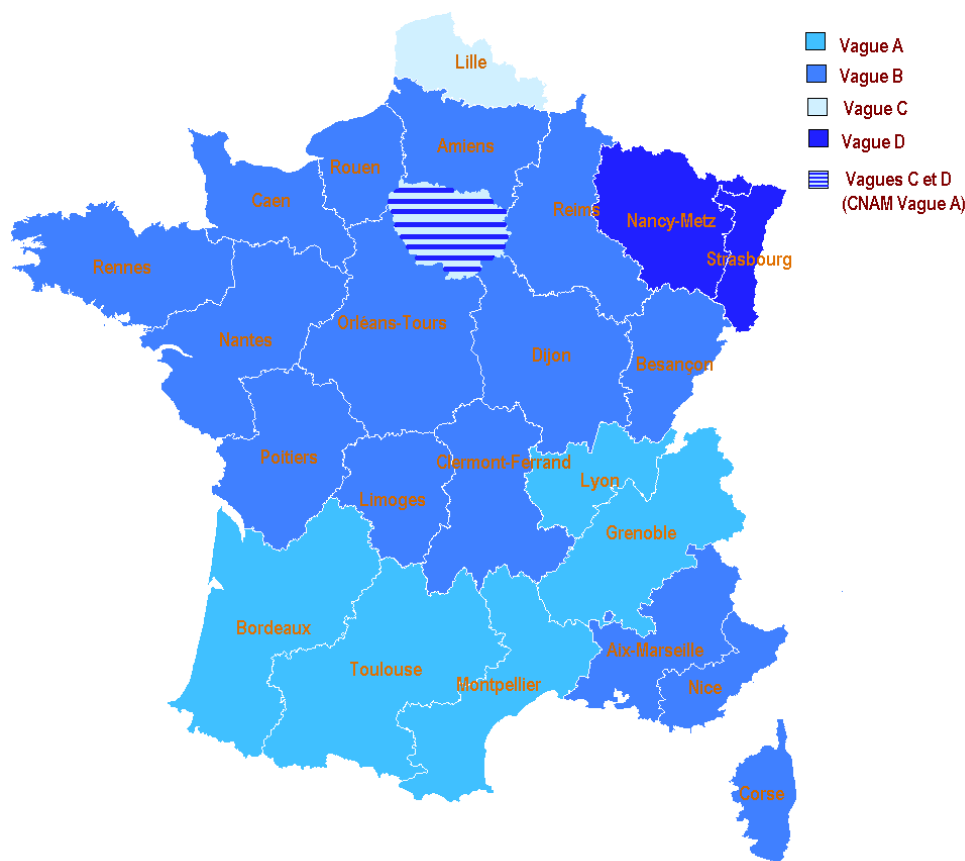 Vague A
Lille
Vague B
Vague C
Vague D
Amiens
Rouen
Vagues C et D
(CNAM Vague A)
Caen
Reims
Nancy-Metz
Strasbourg
Rennes
Orléans-Tours
Nantes
Dijon
Besançon
Poitiers
Clermont-Ferrand
Lyon
Limoges
Grenoble
Bordeaux
Aix-Marseille
Toulouse
Montpellier
Nice
Corse